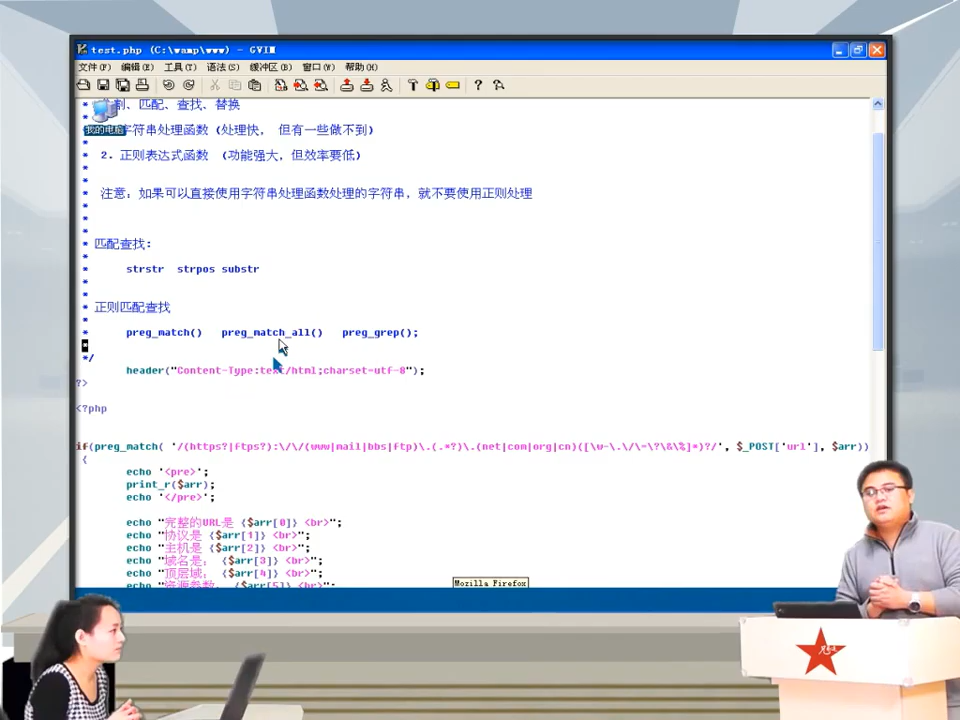 test.php (C:\wamp\www) - GVIM
文件(F) 编辑(E) 工具(T) 语法(S) 缓冲区(B) 窗口(W) 帮助(H)
* 割、匹配、查找、替换
*
我的电脑 字符串处理函数 (处理快, 但有一些做不到)
*
* 2. 正则表达式函数 (功能强大,但效率要低)
*
*
* 注意: 如果可以直接使用字符串处理函数处理的字符串,就不要使用正则处理
*
*
*
* 匹配查找:
*
* strstr strpos substr
*
*
* 正则匹配查找
*
* preg_match() preg_match_all() preg_grep();
*
*/
header("Content-Type:text/html;charset=utf-8");
?>
<?php
if(preg_match( '/(https?|ftps?):\/\/(www|mail|bbs|ftp)\.(.*?)\.(net|com|org|cn)([\w-\.\/\=\?\&\%]*)?/', $_POST['url'], $arr))
{
echo '<pre>';
print_r($arr);
echo '</pre>';
echo "完整的URL是 {$arr[0]} <br>";
echo "协议是 {$arr[1]} <br>";
echo "主机是 {$arr[2]} <br>";
echo "域名是: {$arr[3]} <br>";
echo "顶层域: {$arr[4]} <br>";
echo "资源参数: {$arr[5]} <br>";
Mozilla Firefox